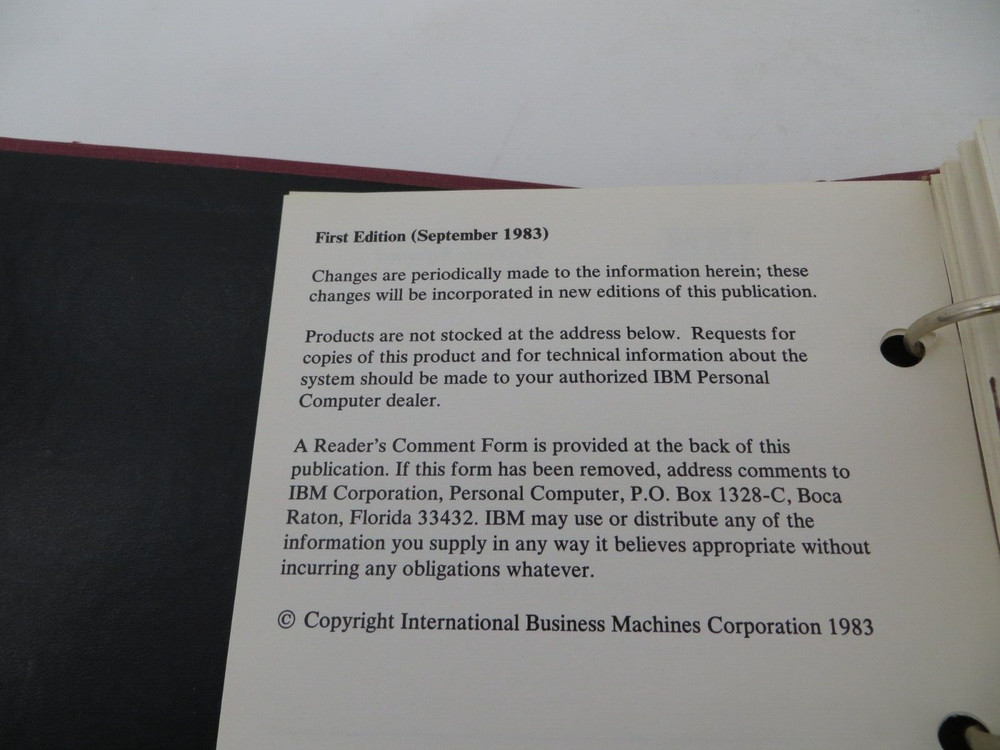 First Edition (September 1983)
Changes are periodically made to the information herein; these
changes will be incorporated in new editions of this publication.
Products are not stocked at the address below. Requests for
copies of this product and for technical information about the
system should be made to your authorized IBM Personal
Computer dealer.
A Reader's Comment Form is provided at the back of this
publication. If this form has been removed, address comments to
IBM Corporation, Personal Computer, P.O. Box 1328-C, Boca
Raton, Florida 33432. IBM may use or distribute any of the
information you supply in any way it believes appropriate without
incurring any obligations whatever.
© Copyright International Business Machines Corporation 1983